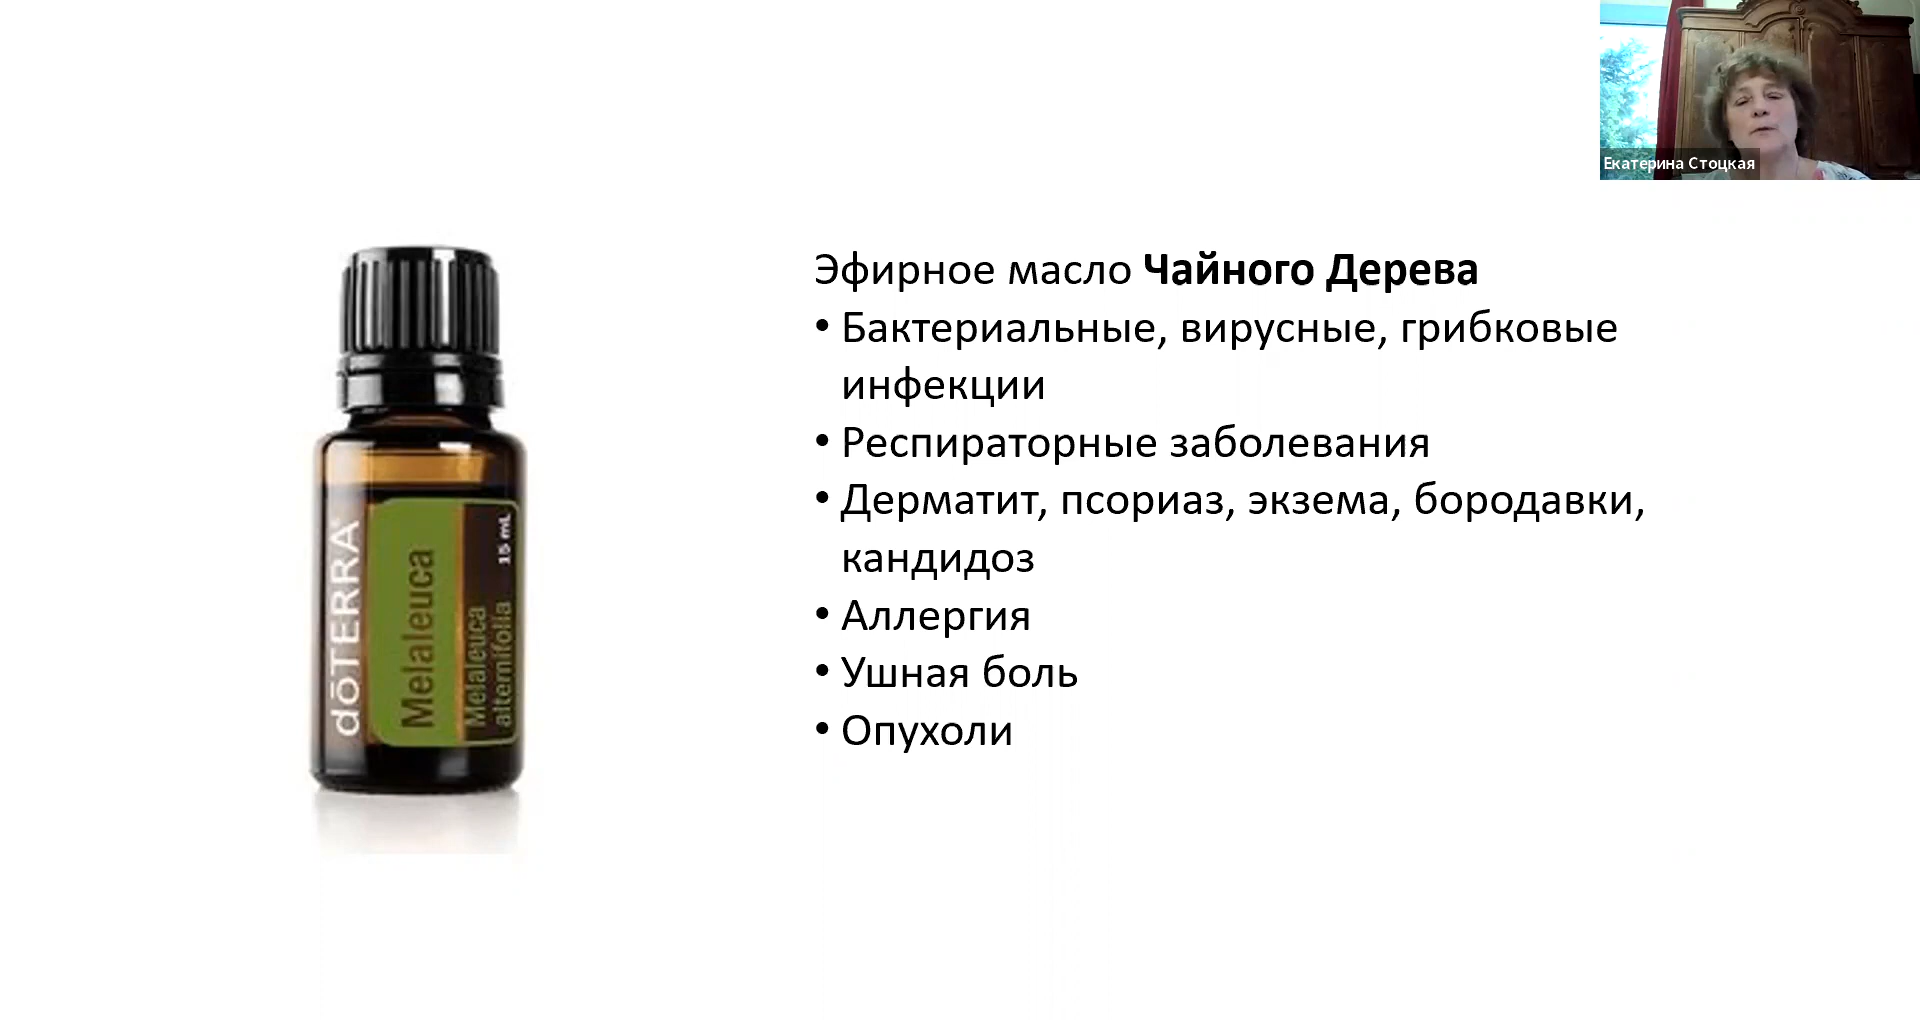 Екатерина Стоцкая
Эфирное масло Чайного Дерева
• Бактериальные, вирусные, грибковые
инфекции
• Респираторные заболевания
• Дерматит, псориаз, экзема, бородавки,
кандидоз
• Аллергия
• Ушная боль
• Опухоли
dōTERRA
Melaleuca
Melaleuca
alternifolia
15 mL